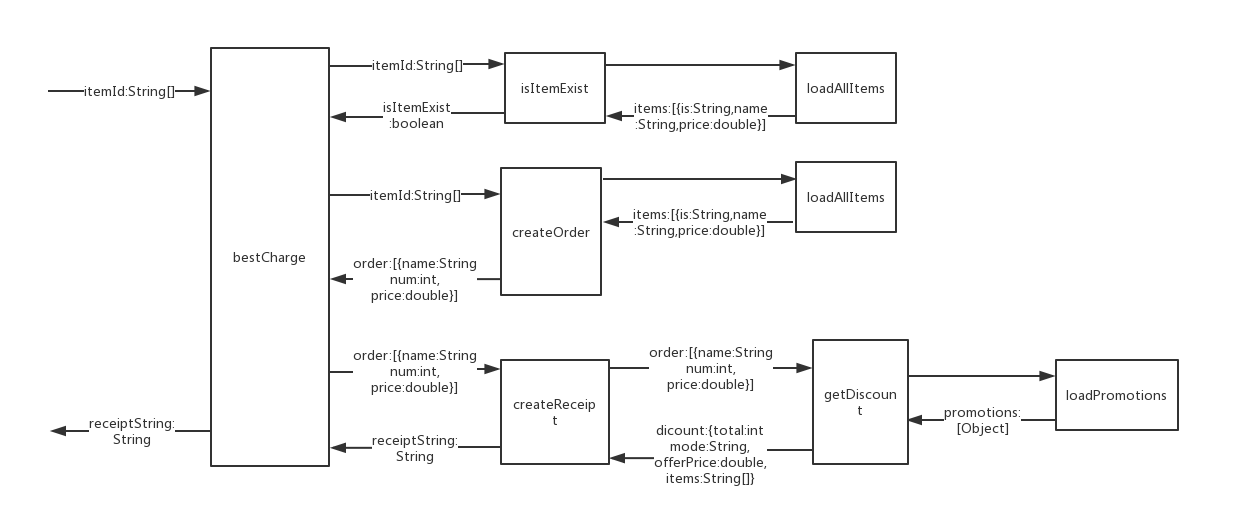 itemId:String[]
bestCharge
receiptString:
String
itemId:String[]
isItemExist
:boolean
isItemExist
items:[{is:String,name
:String,price:double}]
loadAllItems
itemId:String[]
order:[{name:String
num:int,
price:double}]
createOrder
items:[{is:String,name
:String,price:double}]
loadAllItems
order:[{name:String
num:int,
price:double}]
receiptString:
String
createReceip
t
order:[{name:String
num:int,
price:double}]
dicount:{total:int
mode:String,
offerPrice:double,
items:String[]}
getDiscoun
t
promotions:
[Object]
loadPromotions